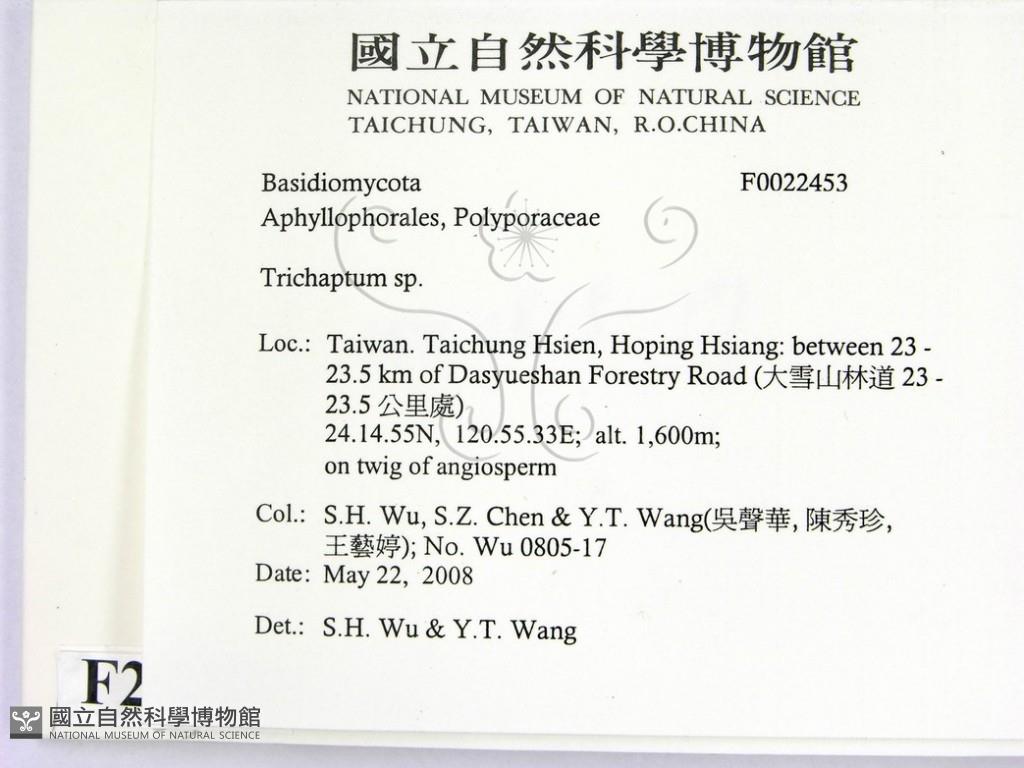 國立自然科學博物館
NATIONAL MUSEUM OF NATURAL SCIENCE
TAICHUNG, TAIWAN, R.O.CHINA
Basidiomycota F0022453
Aphyllophorales, Polyporaceae
Trichaptum sp.
Loc.: Taiwan. Taichung Hsien, Hoping Hsiang: between 23 -
23.5 km of Dasyueshan Forestry Road (大雪山林道 23 -
23.5 公里處)
24.14.55N, 120.55.33E; alt. 1,600m;
on twig of angiosperm
Col.: S.H. Wu, S.Z. Chen & Y.T. Wang(吳聲華, 陳秀珍,
王藝婷); No. Wu 0805-17
Date: May 22, 2008
Det.: S.H. Wu & Y.T. Wang
F2
國立自然科學博物館
NATIONAL MUSEUM OF NATURAL SCIENCE